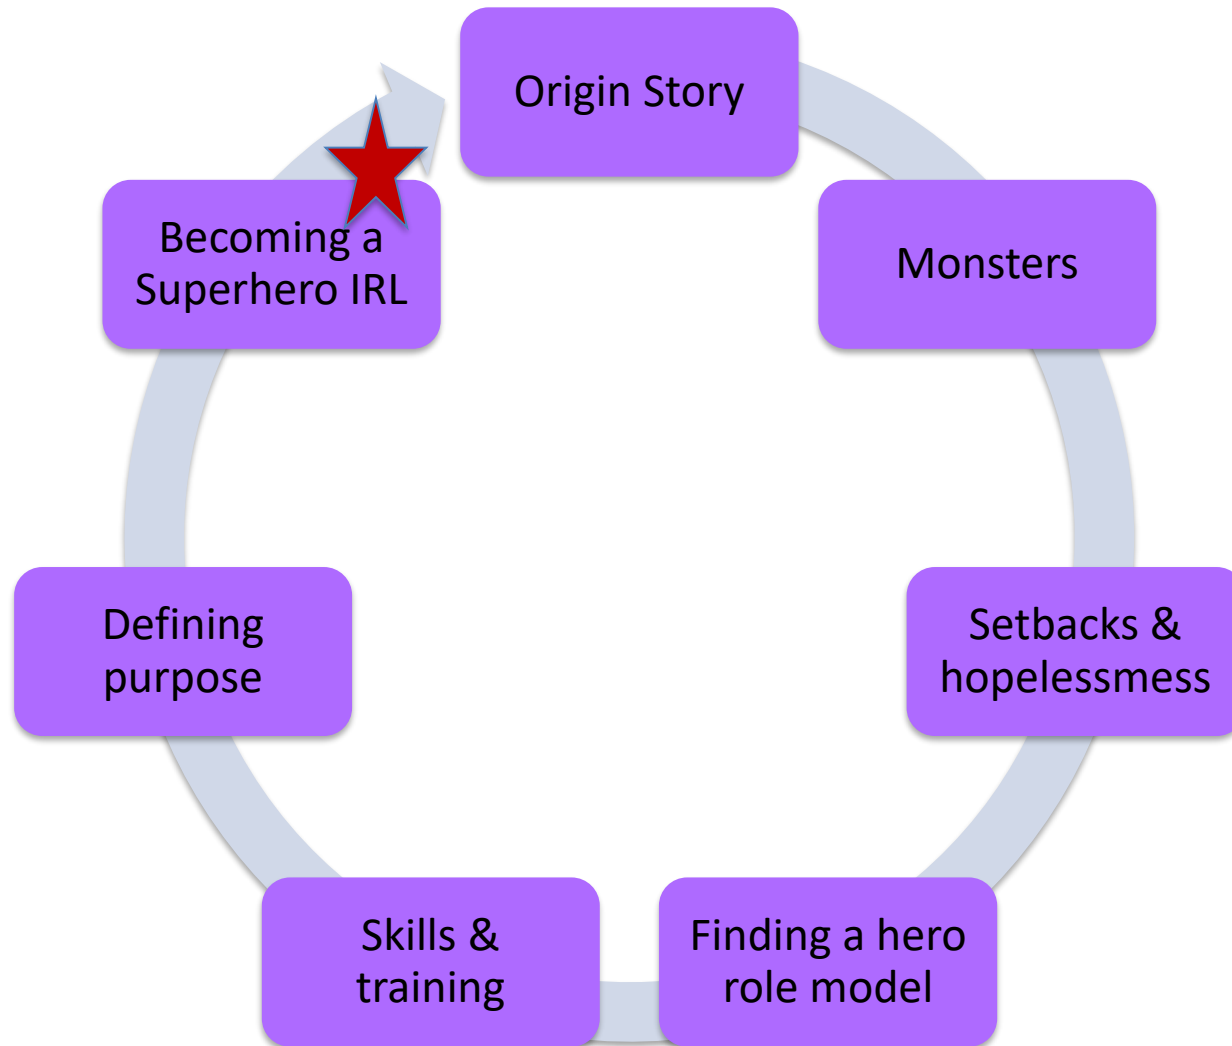 Origin Story
Monsters
Setbacks &
hopelessmess
Finding a hero
role model
Skills &
training
Defining
purpose
Becoming a
Superhero IRL